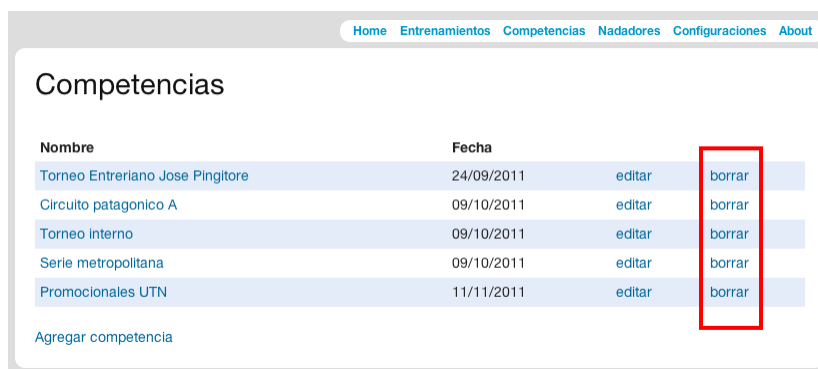 Home Entrenamientos Competencias Nadadores Configuraciones About
Competencias
Nombre Fecha
Torneo Entreriano Jose Pingitore 24/09/2011 editar borrar
Circuito patagonico A 09/10/2011 editar borrar
Torneo interno 09/10/2011 editar borrar
Serie metropolitana 09/10/2011 editar borrar
Promocionales UTN 11/11/2011 editar borrar
Agregar competencia